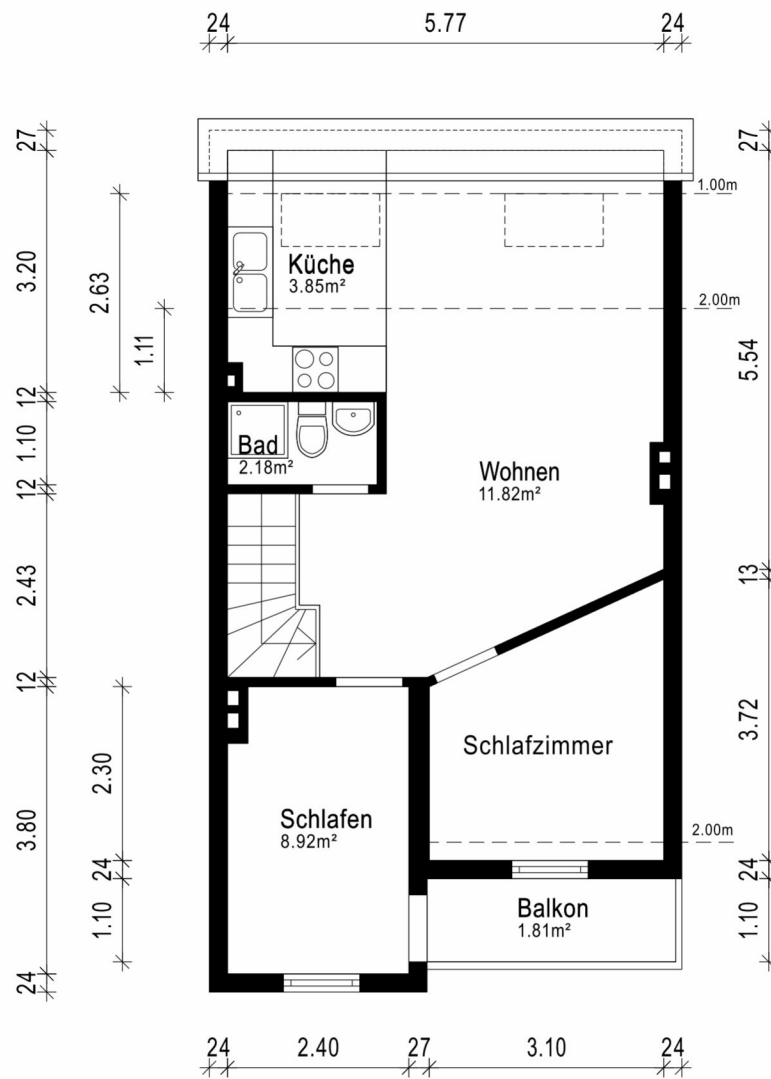 24 5.77 24
27
27
1.00m
3.20
2.63
Küche
3.85m²
2.00m
1.11
5.54
12
1.10
Bad
2.18m²
Wohnen
11.82m²
12
2.43
13
12
3.72
2.30
Schlafzimmer
3.80
Schlafen
8.92m²
2.00m
24
24
1.10
Balkon
1.81m²
1.10
24
24 2.40 27 3.10 24